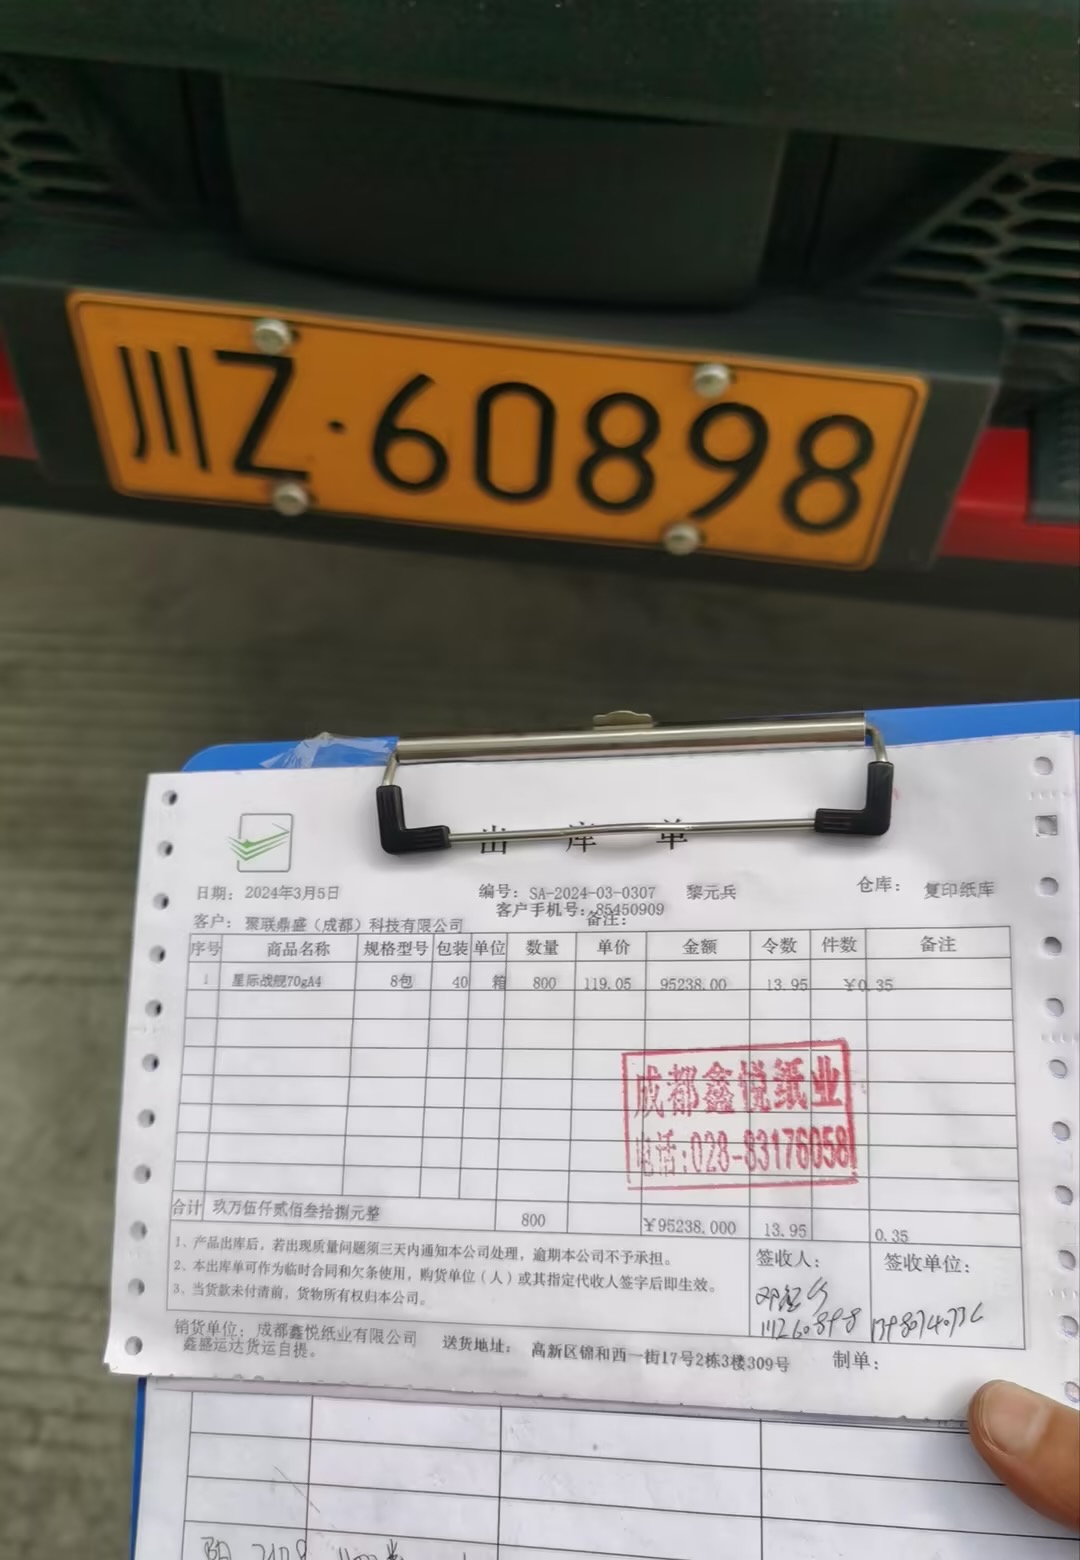 川Z·60898
出库单
日期: 2024年3月5日 编号: SA-2024-03-0307 黎元兵 仓库: 复印纸库
客户手机号: 85450909
客户: 聚联鼎盛（成都）科技有限公司 备注:
序号 商品名称 规格型号 包装 单位 数量 单价 金额 令数 件数 备注
1 星际战舰70gA4 8包 40 箱 800 119.05 95238.00 13.95 ¥0.35
成都鑫悦纸业
电话:028-83176058
合计 玖万伍仟贰佰叁拾捌元整 800 ¥95238.000 13.95 0.35
1、产品出库后，若出现质量问题须三天内通知本公司处理，逾期本公司不予承担。
2、本出库单可作为临时合同和欠条使用，购货单位（人）或其指定代收人签字后即生效。
3、当货款未付清前，货物所有权归本公司。
签收人: 签收单位:
川Z60898
销货单位: 成都鑫悦纸业有限公司 送货地址: 高新区锦和西一街17号2栋3楼309号 制单:
鑫盛运达货运自提。